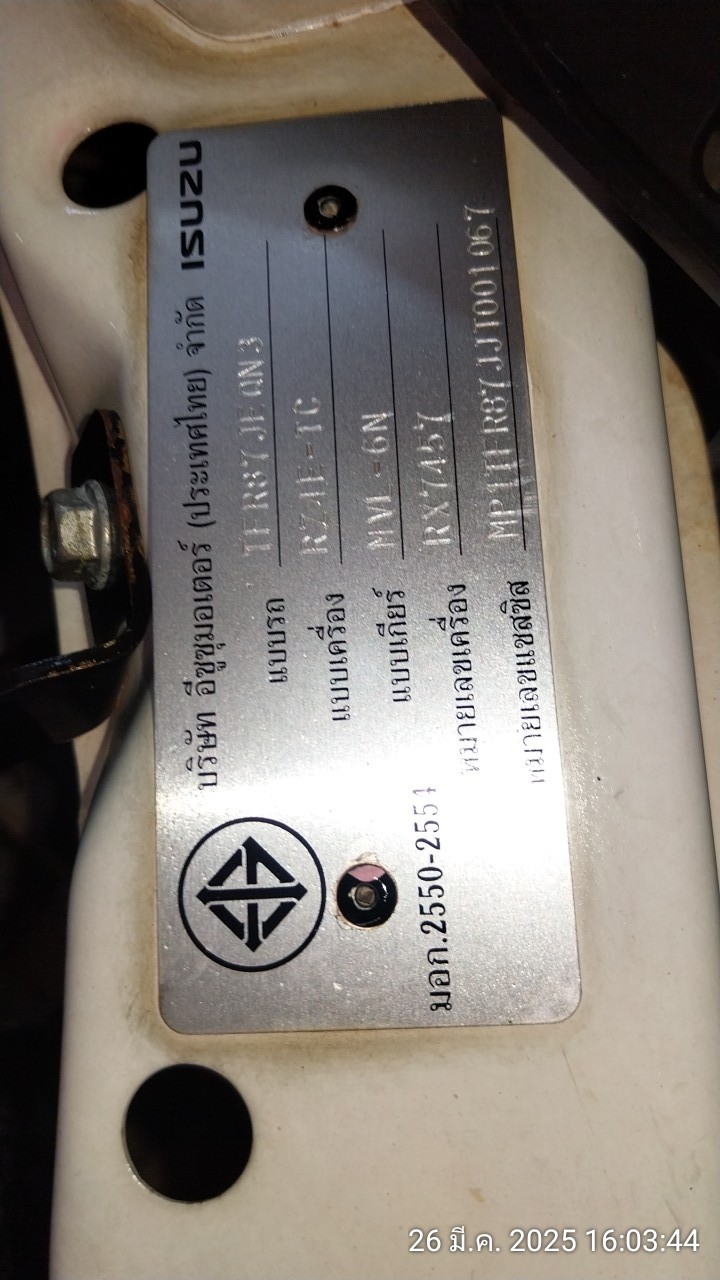 บริษัท อีซูซุมอเตอร์ (ประเทศไทย) จำกัด ISUZU
แบบรถ TFR87JE QN3
แบบเครื่อง RZ4E-TC
แบบเกียร์ MVL-6N
หมายเลขเครื่อง RX7457
หมายเลขแชสซิส MP1TFR87JJT001067
มอก.2550-2554
26 มี.ค. 2025 16:03:44